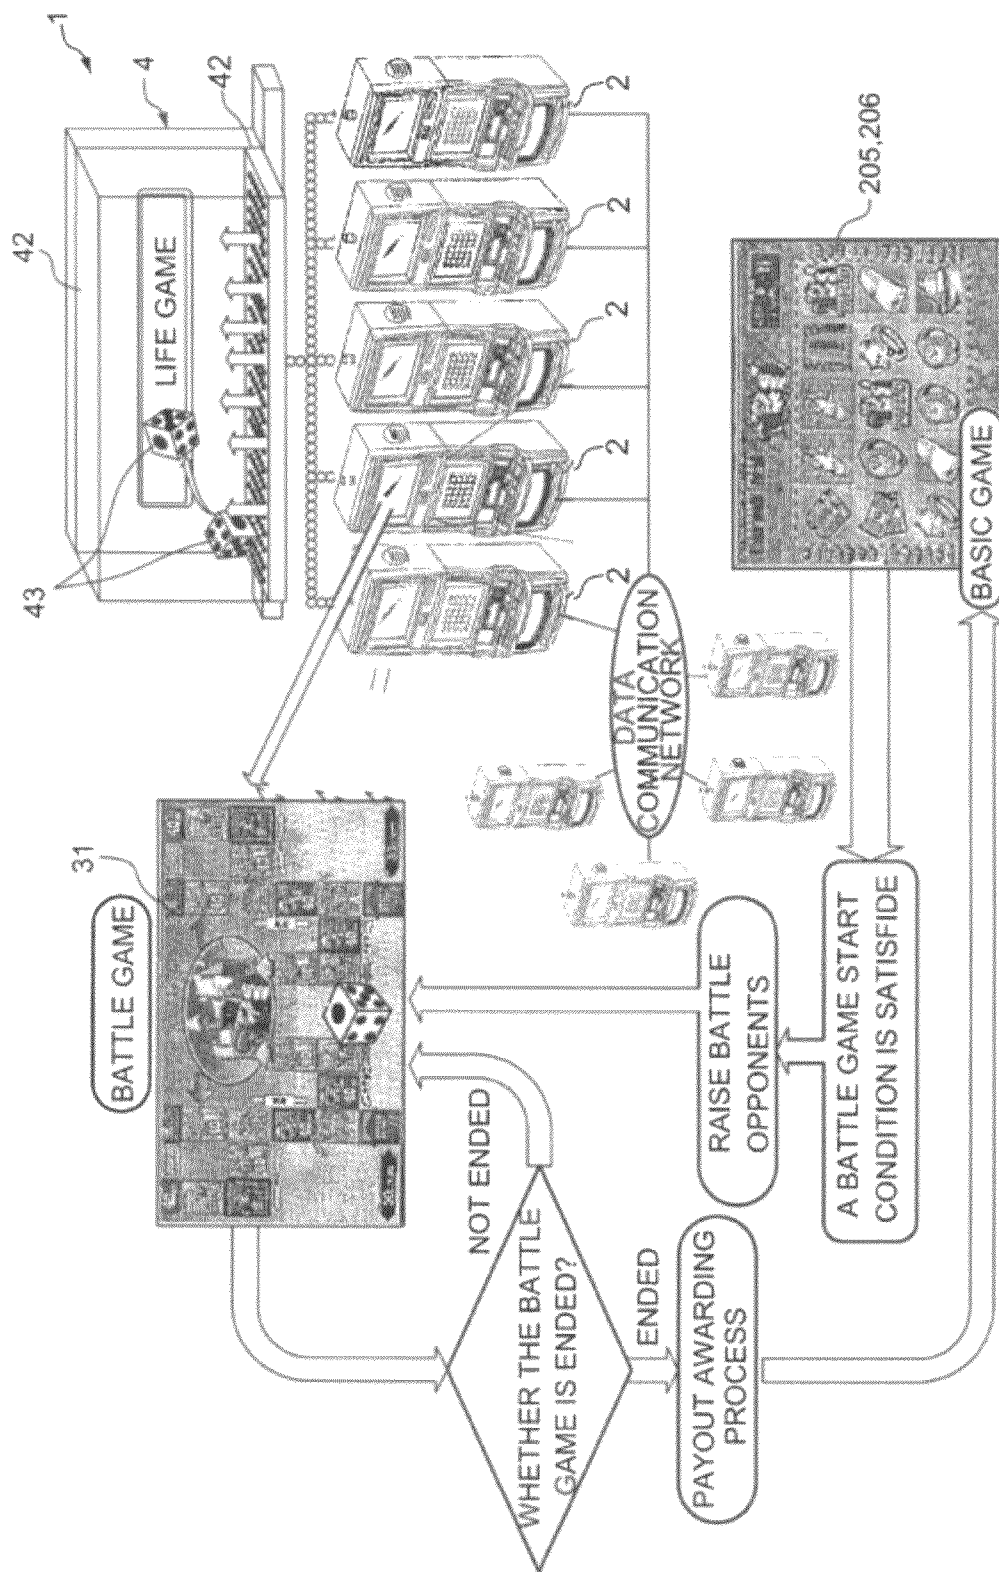 1
42
4
43
LIFE GAME
42
BATTLE GAME
31
2
2
2
2
2
NOT ENDED
WHETHER THE BATTLE
GAME IS ENDED?
DATA
COMMUNICATION
NETWORK
ENDED
PAYOUT AWARDING
PROCESS
RAISE BATTLE
OPPONENTS
A BATTLE GAME START
CONDITION IS SATISFIDE
205,206
BASIC GAME